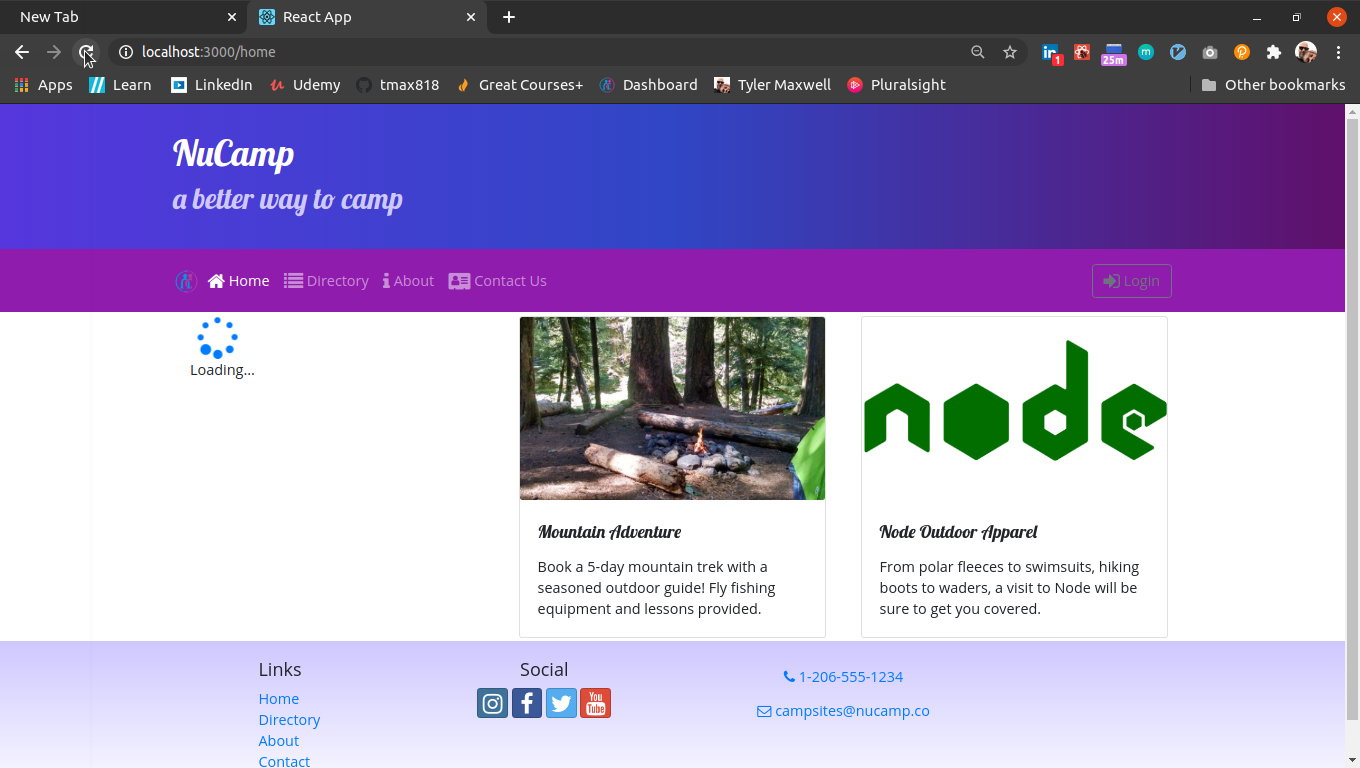 New Tab
React App
localhost:3000/home
1
25m
m
Apps
Learn
LinkedIn
Udemy
tmax818
Great Courses+
Dashboard
Tyler Maxwell
Pluralsight
Other bookmarks
NuCamp
a better way to camp
Home
Directory
About
Contact Us
Login
Loading...
node
Mountain Adventure
Book a 5-day mountain trek with a
seasoned outdoor guide! Fly fishing
equipment and lessons provided.
Node Outdoor Apparel
From polar fleeces to swimsuits, hiking
boots to waders, a visit to Node will be
sure to get you covered.
Links
Home
Directory
About
Contact
Social
You
Tube
1-206-555-1234
campsites@nucamp.co